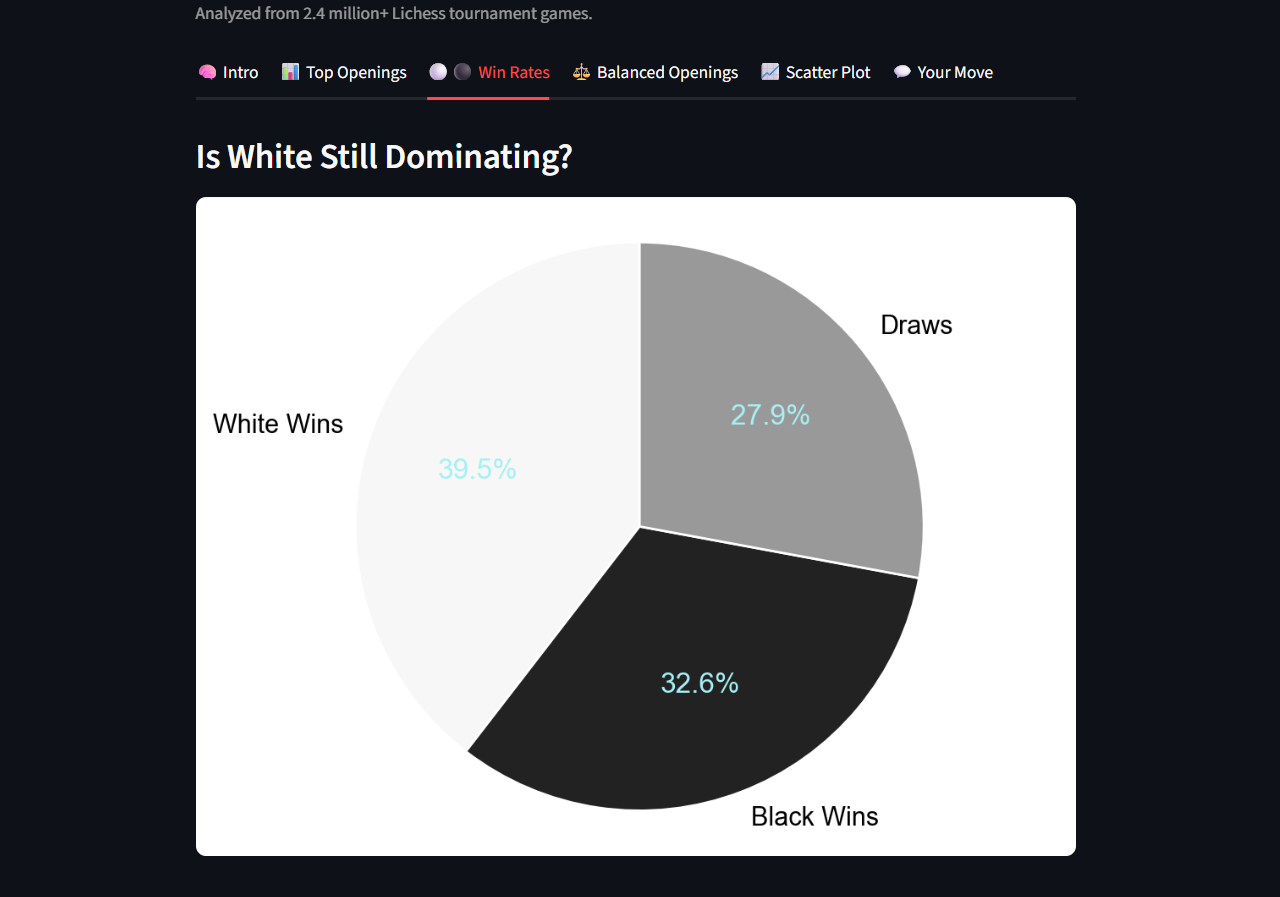 Analyzed from 2.4 million+ Lichess tournament games.
🧠 Intro 📊 Top Openings ⚪⚫ Win Rates ⚖️ Balanced Openings 📈 Scatter Plot 💬 Your Move
Is White Still Dominating?
Draws
27.9%
White Wins
39.5%
32.6%
Black Wins